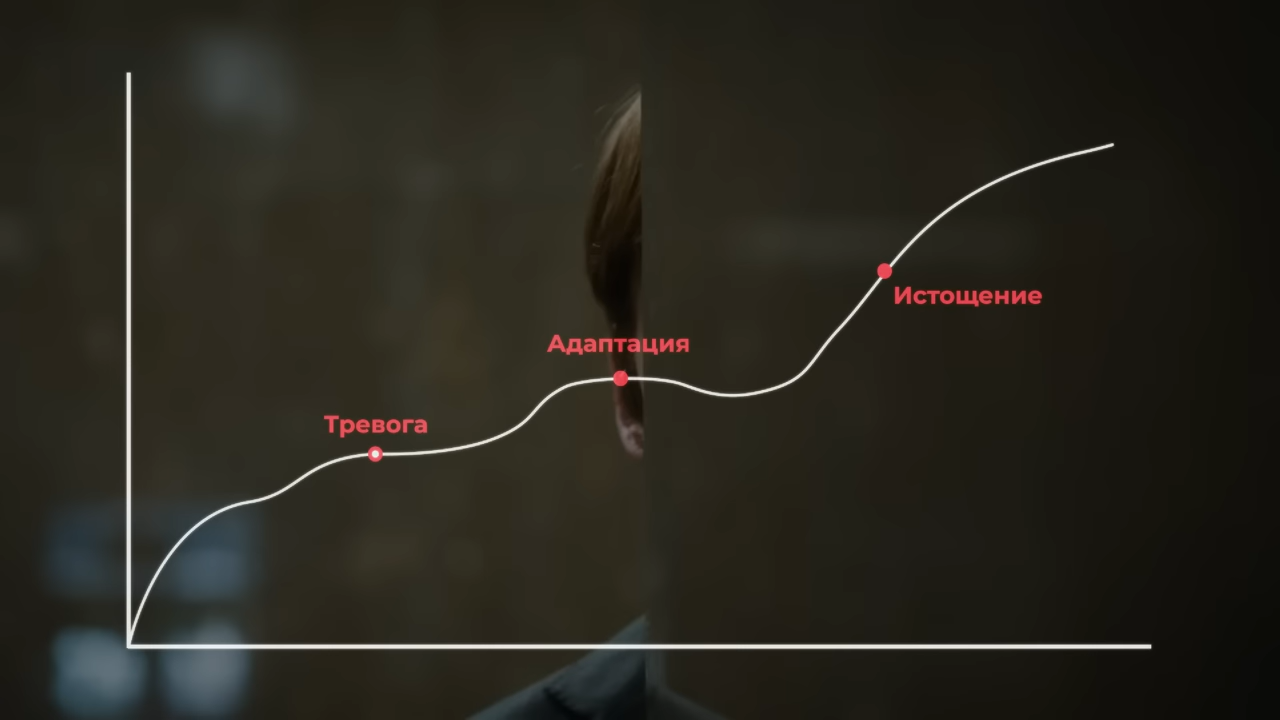 Тревога
Адаптация
Истощение